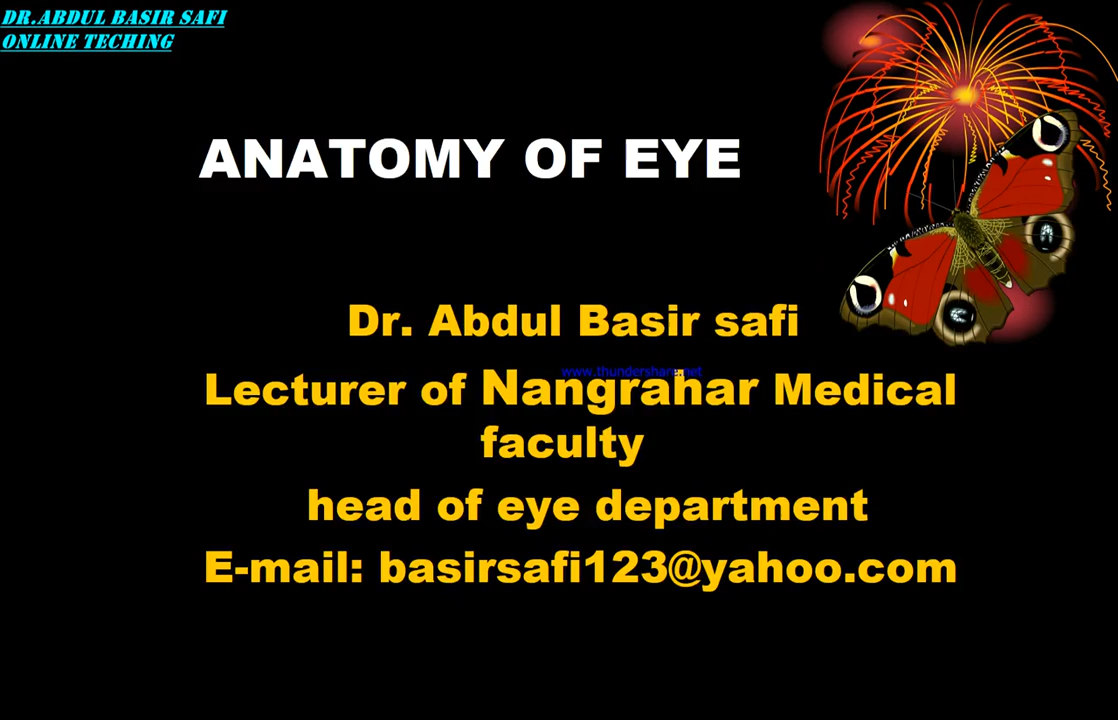 DR.ABDUL BASIR SAFI
ONLINE TECHING
ANATOMY OF EYE
Dr. Abdul Basir safi
www.thundershare.net
Lecturer of Nangrahar Medical
faculty
head of eye department
E-mail: basirsafi123@yahoo.com